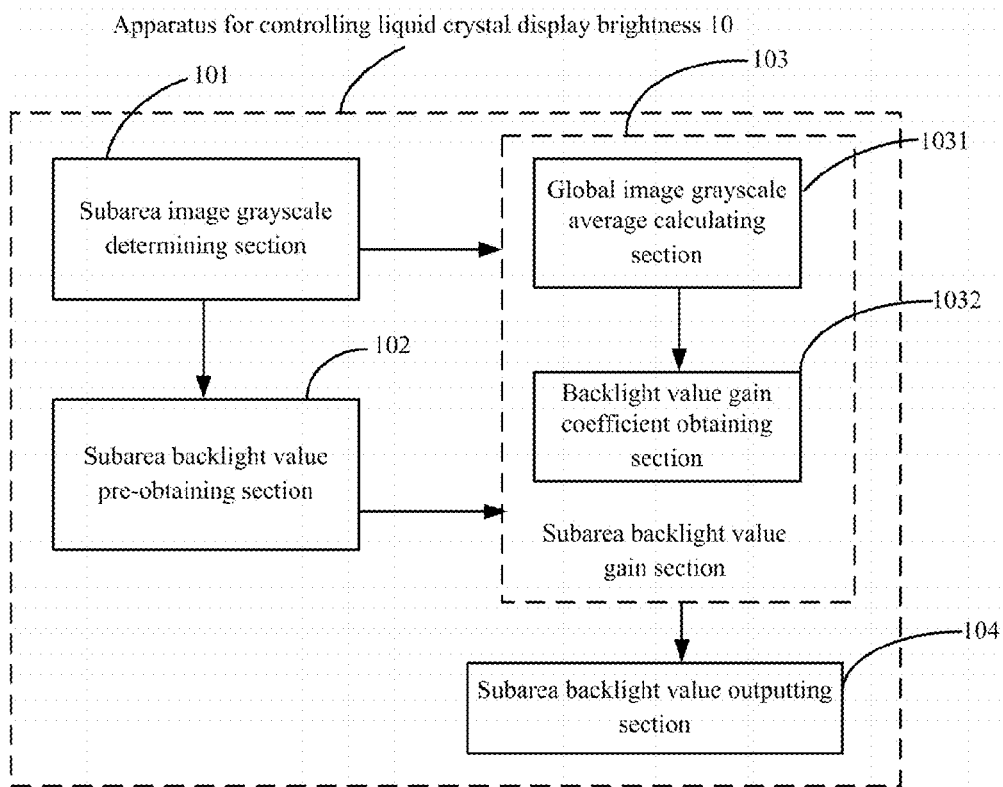 Apparatus for controlling liquid crystal display brightness 10
101
103
1031
Subarea image grayscale
determining section
Global image grayscale
average calculating
section
1032
102
Backlight value gain
coefficient obtaining
section
Subarea backlight value
pre-obtaining section
Subarea backlight value
gain section
104
Subarea backlight value outputting
section